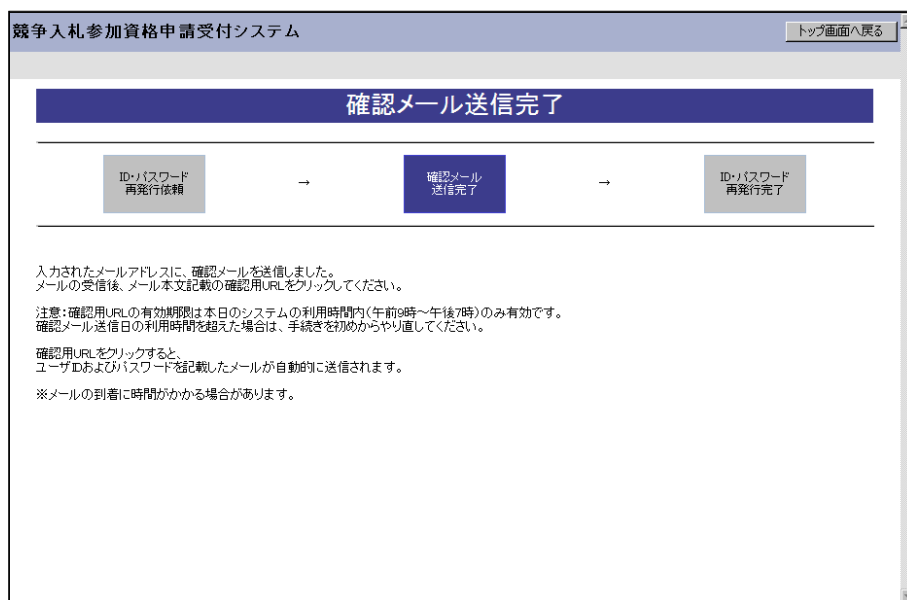 競争入札参加資格申請受付システム
トップ画面へ戻る
確認メール送信完了
ID・パスワード
再発行依頼
→
確認メール
送信完了
→
ID・パスワード
再発行完了
入力されたメールアドレスに、確認メールを送信しました。
メールの受信後、メール本文記載の確認用URLをクリックしてください。
注意：確認用URLの有効期限は本日のシステムの利用時間内（午前9時～午後7時）のみ有効です。
確認メール送信日の利用時間を超えた場合は、手続きを初めからやり直してください。
確認用URLをクリックすると、
ユーザIDおよびパスワードを記載したメールが自動的に送信されます。
※メールの到着に時間がかかる場合があります。